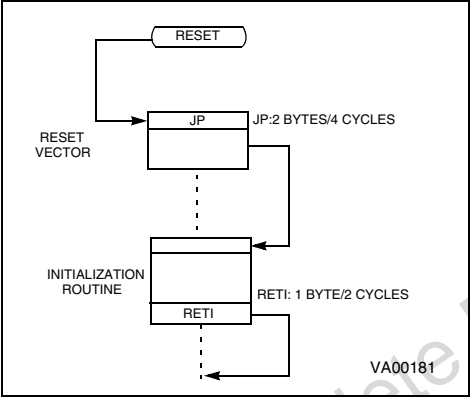 RESET
JP
JP:2 BYTES/4 CYCLES
RESET
VECTOR
INITIALIZATION
ROUTINE
RETI: 1 BYTE/2 CYCLES
RETI
VA00181